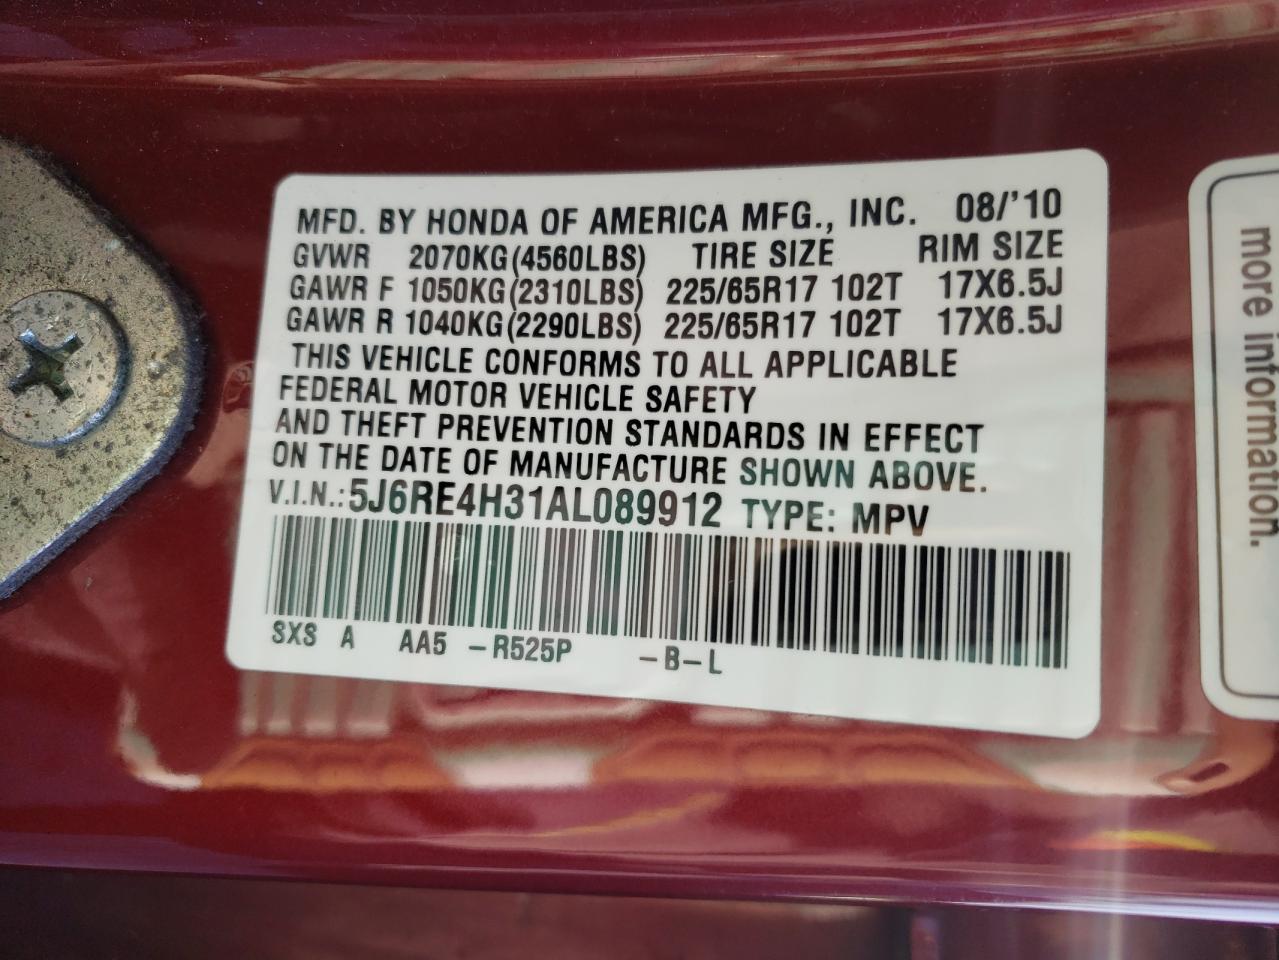 MFD. BY HONDA OF AMERICA MFG., INC. 08/'10
GVWR 2070KG(4560LBS) TIRE SIZE RIM SIZE
GAWR F 1050KG(2310LBS) 225/65R17 102T 17X6.5J
GAWR R 1040KG(2290LBS) 225/65R17 102T 17X6.5J
THIS VEHICLE CONFORMS TO ALL APPLICABLE
FEDERAL MOTOR VEHICLE SAFETY
AND THEFT PREVENTION STANDARDS IN EFFECT
ON THE DATE OF MANUFACTURE SHOWN ABOVE.
V.I.N.:5J6RE4H31AL089912 TYPE: MPV
SXS A AA5 -R525P -B-L
more information.